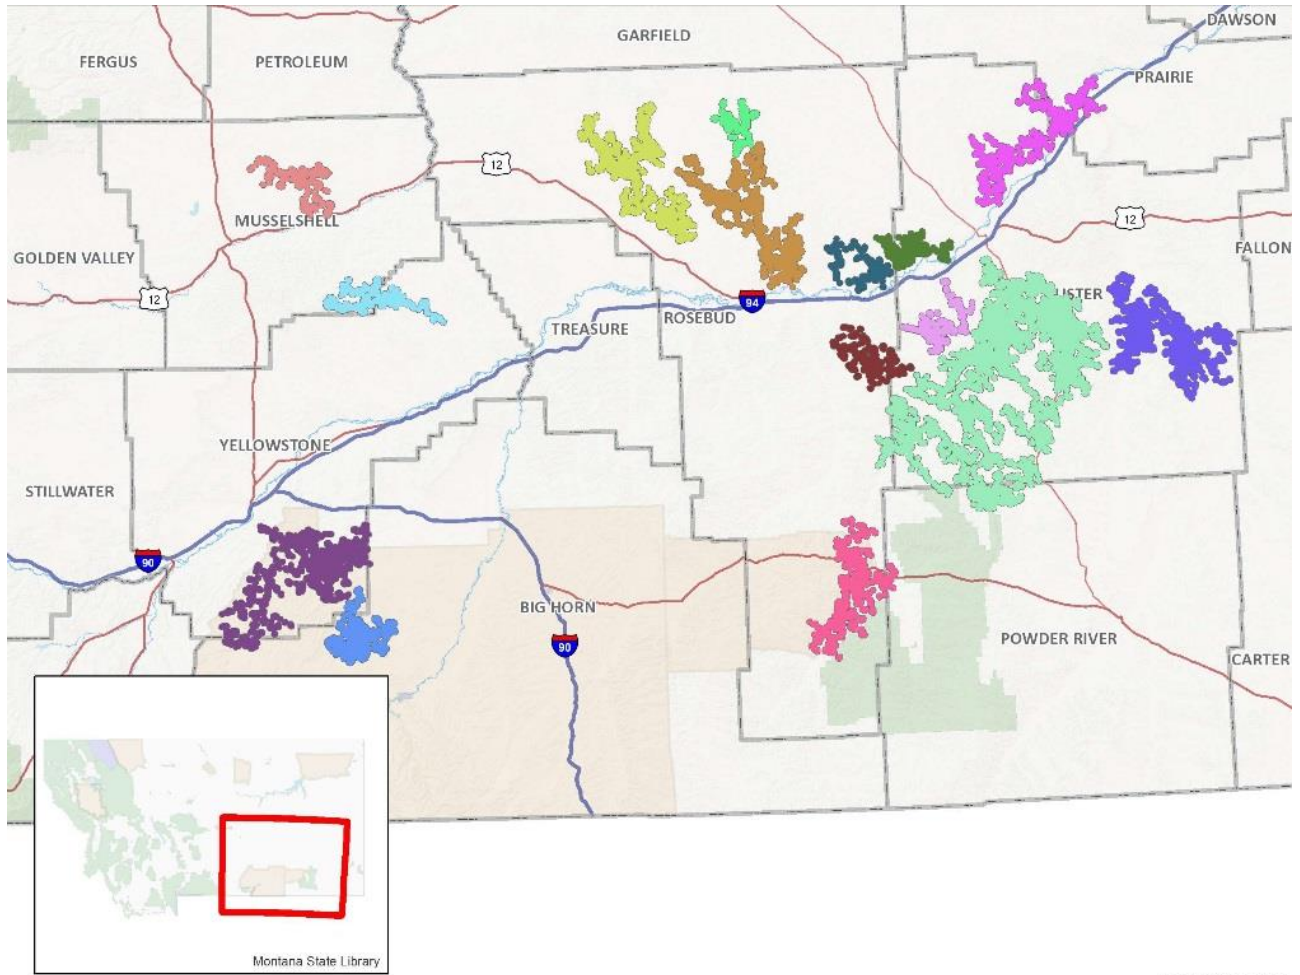 DAWSON
GARFIELD
FERGUS
PETROLEUM
PRAIRIE
12
12
MUSSELSHELL
GOLDEN VALLEY
FALLON
12
USTER
94
TREASURE
ROSEBUD
YELLOWSTONE
STILLWATER
90
BIG HORN
90
POWDER RIVER
CARTER
Montana State Library